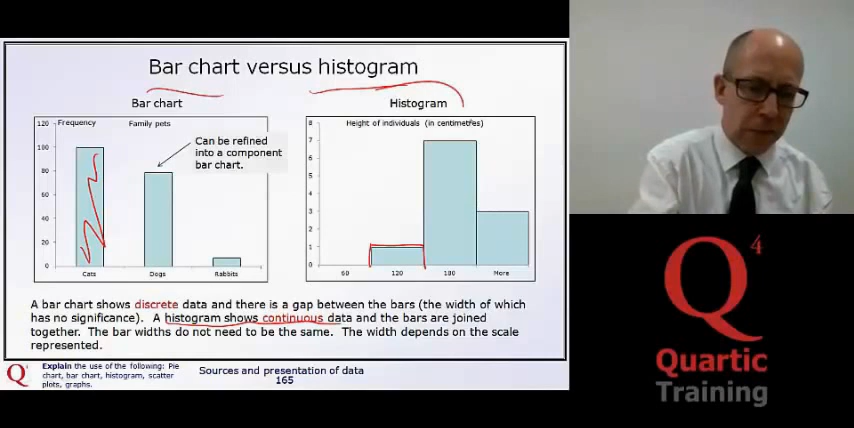 Bar chart versus histogram
Bar chart
Histogram
Frequency
Family pets
120
100
80
60
40
20
0
Cats
Dogs
Rabbits
Can be refined
into a component
bar chart.
Height of individuals (in centimetres)
8
7
6
5
4
3
2
1
0
60
120
180
More
A bar chart shows discrete data and there is a gap between the bars (the width of which
has no significance). A histogram shows continuous data and the bars are joined
together. The bar widths do not need to be the same. The width depends on the scale
represented.
Q4
Explain the use of the following: Pie
chart, bar chart, histogram, scatter
plots, graphs.
Sources and presentation of data
165
Q4
Quartic
Training